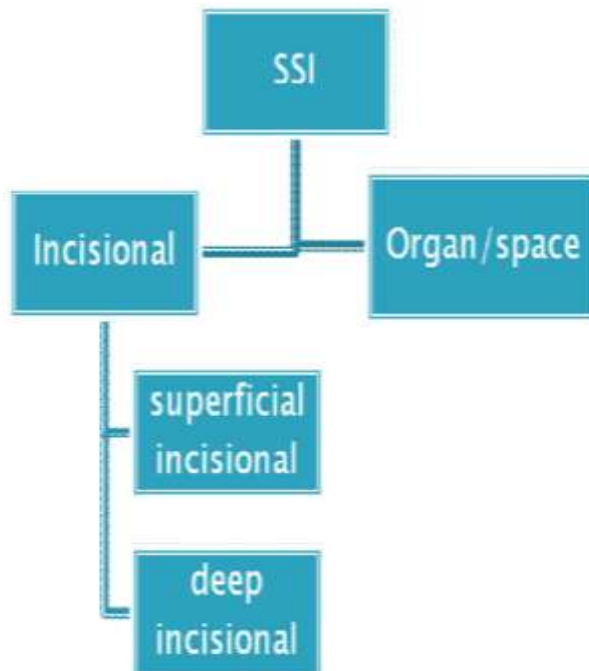 SSI
Incisional
Organ/space
superficial
incisional
deep
incisional